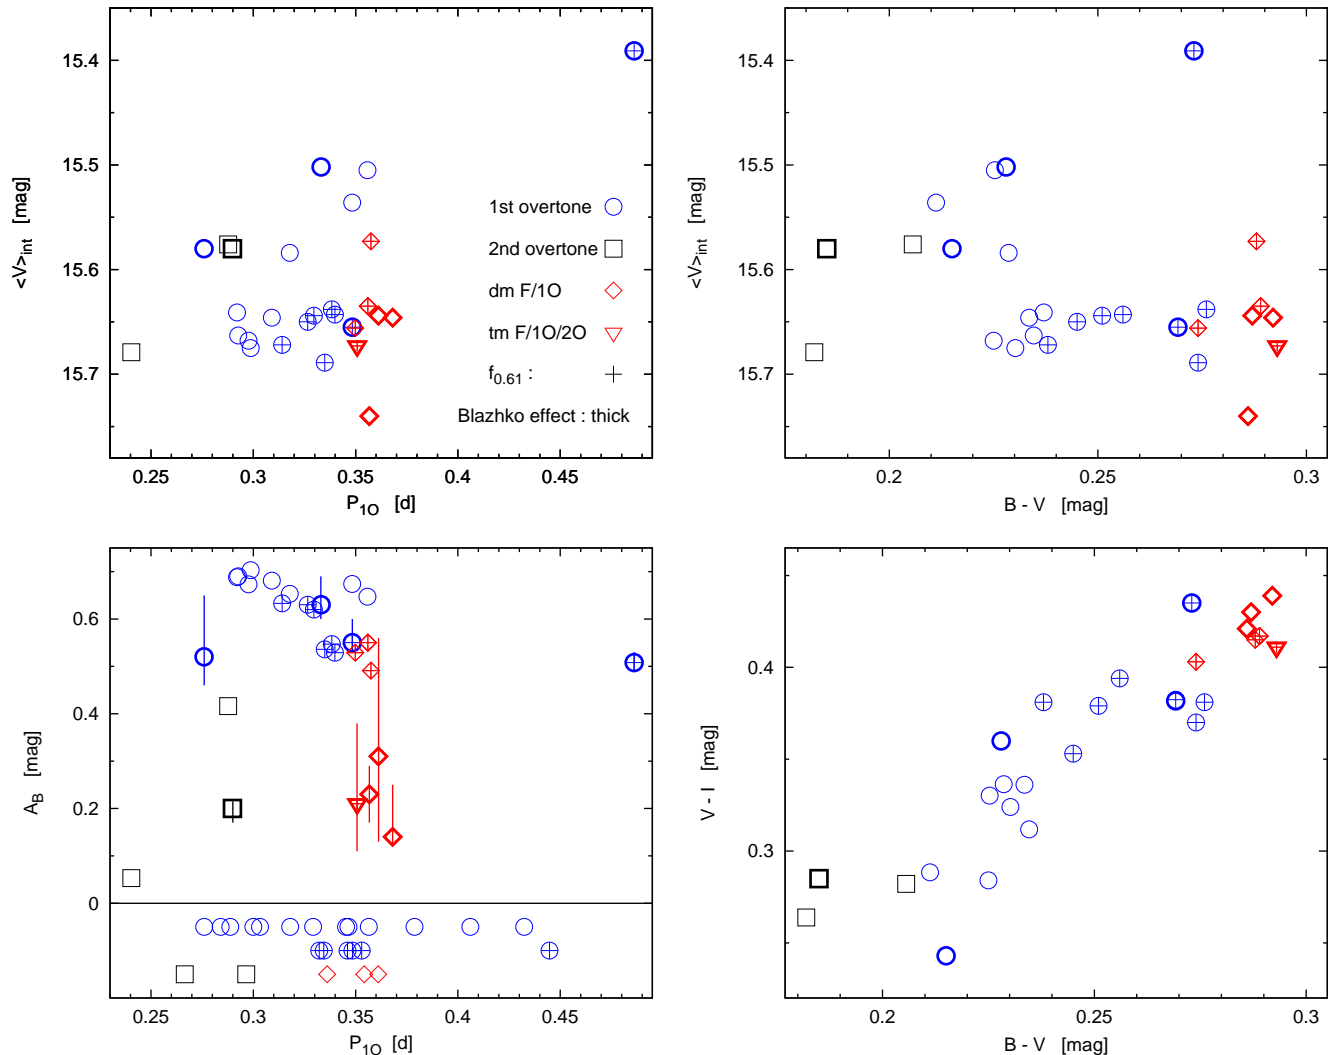 15.4
15.5
15.6
15.7
<V>int [mag]
0.25
0.3
0.35
0.4
0.45
P1O [d]
1st overtone
2nd overtone
dm F/1O
tm F/1O/2O
f0.61 :
Blazhko effect : thick
15.4
15.5
15.6
15.7
<V>int [mag]
0.2
0.25
0.3
B - V [mag]
0.6
0.4
0.2
0
AB [mag]
0.25
0.3
0.35
0.4
0.45
P1O [d]
0.4
0.3
V - I [mag]
0.2
0.25
0.3
B - V [mag]